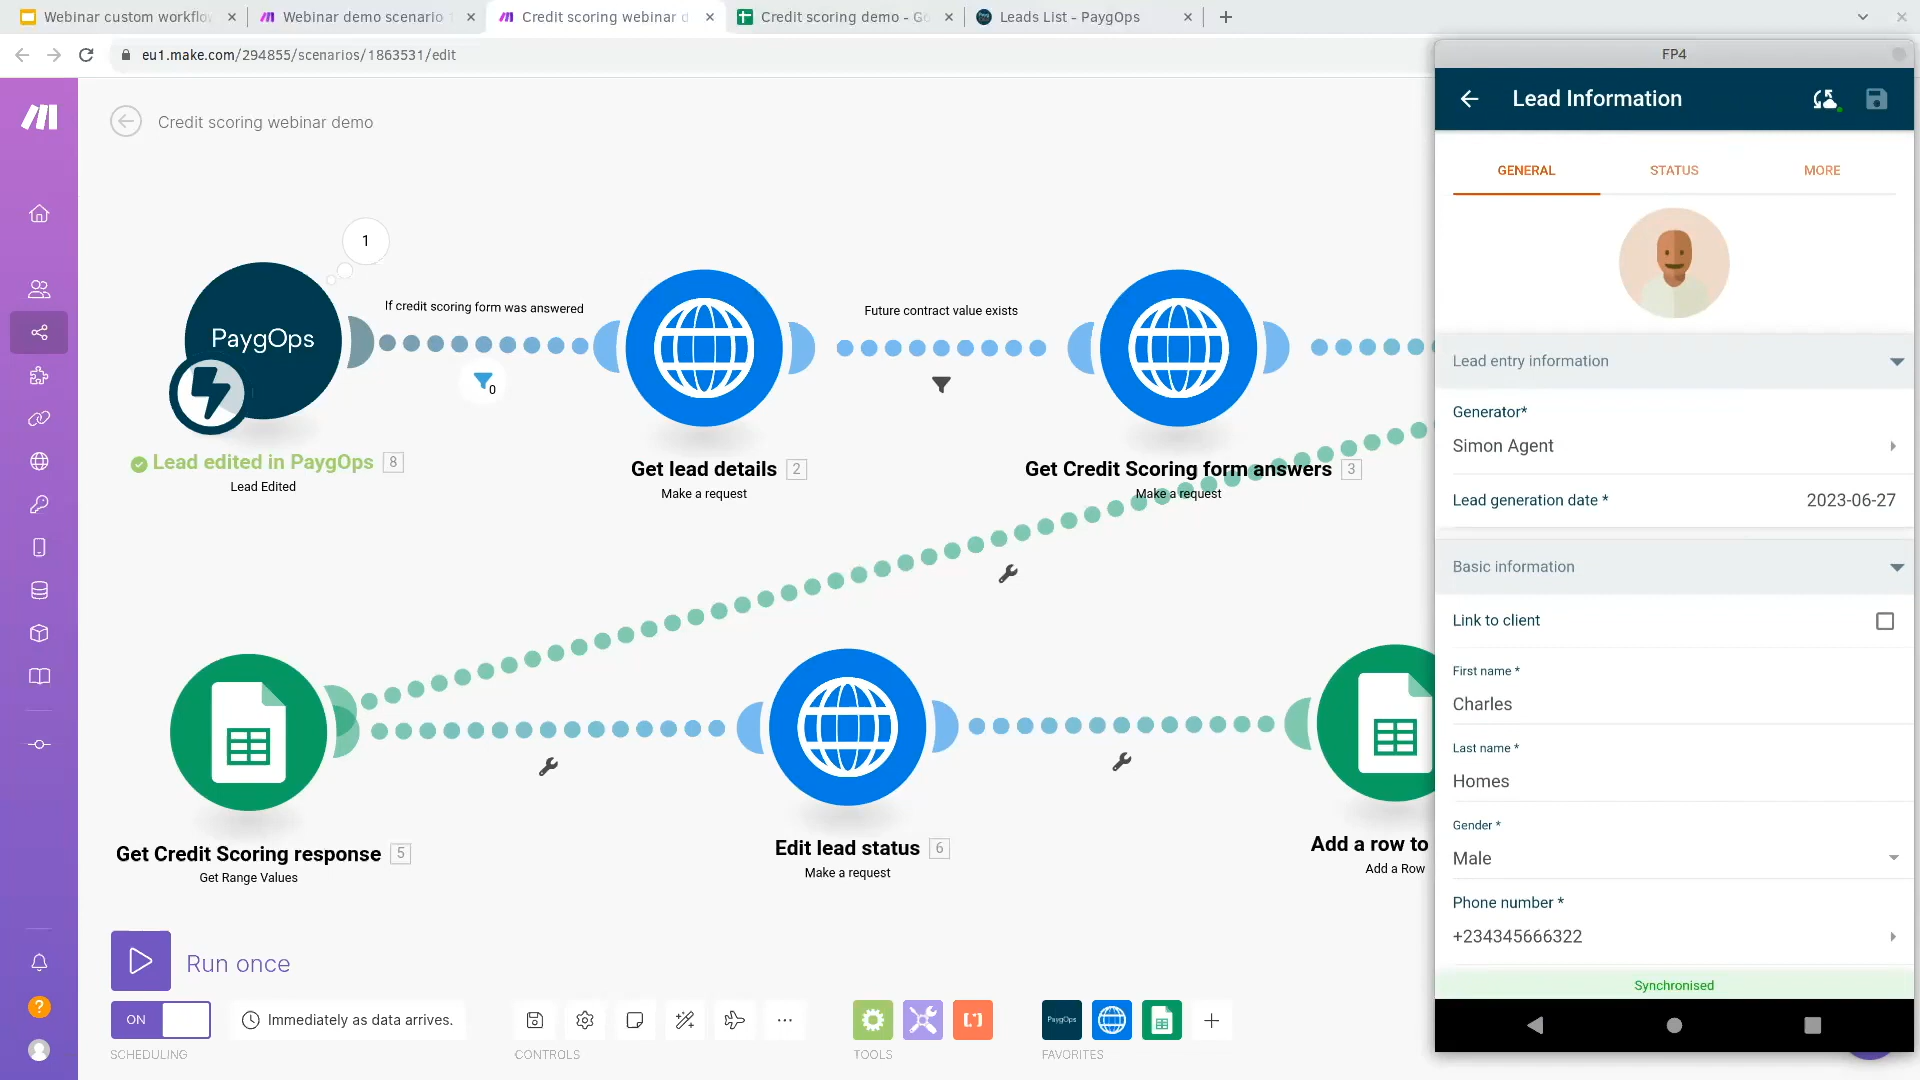 Webinar custom workflo
Webinar demo scenario
Credit scoring webinar d
Credit scoring demo - Go
Leads List - PaygOps
eu1.make.com/294855/scenarios/1863531/edit
Credit scoring webinar demo
1
If credit scoring form was answered
Future contract value exists
PaygOps
0
Lead edited in PaygOps 8
Lead Edited
Get lead details 2
Make a request
Get Credit Scoring form answers 3
Make a request
Get Credit Scoring response 5
Get Range Values
Edit lead status 6
Make a request
Add a row to
Add a Row
Run once
ON
Immediately as data arrives.
SCHEDULING
CONTROLS
TOOLS
PaygOps
FAVORITES
?
FP4
Lead Information
GENERAL
STATUS
MORE
Lead entry information
Generator*
Simon Agent
Lead generation date * 2023-06-27
Basic information
Link to client
First name *
Charles
Last name *
Homes
Gender *
Male
Phone number *
+234345666322
Synchronised